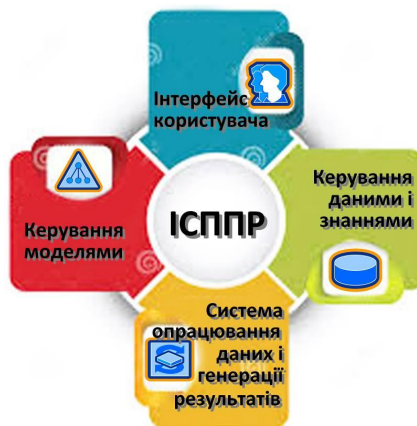 Інтерфейс
користувача
Керування
моделями
ІСППР
Керування
даними і
знаннями
Система
опрацювання
даних і
генерації
результатів